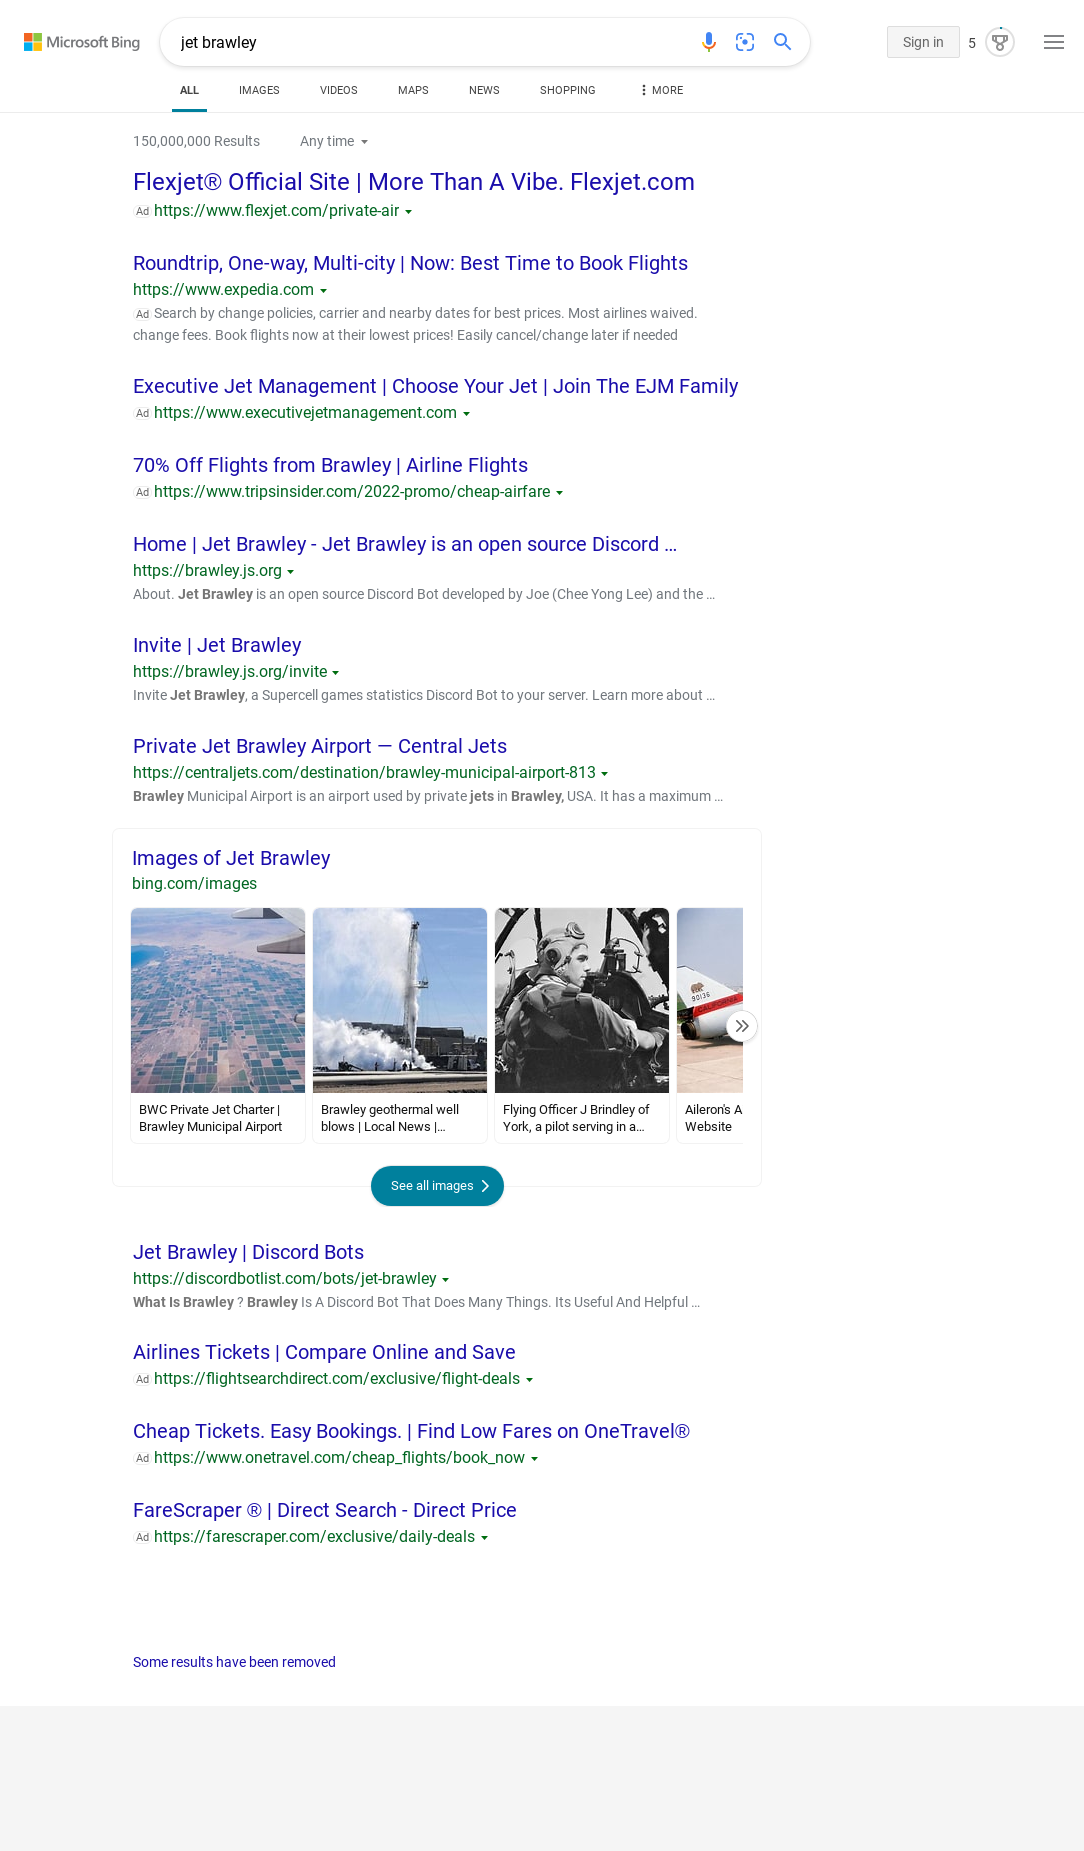 Microsoft Bing
jet brawley
Sign in
5
ALL
IMAGES
VIDEOS
MAPS
NEWS
SHOPPING
MORE
150,000,000 Results
Any time
Flexjet® Official Site | More Than A Vibe. Flexjet.com
Ad https://www.flexjet.com/private-air
Roundtrip, One-way, Multi-city | Now: Best Time to Book Flights
https://www.expedia.com
Ad Search by change policies, carrier and nearby dates for best prices. Most airlines waived.
change fees. Book flights now at their lowest prices! Easily cancel/change later if needed
Executive Jet Management | Choose Your Jet | Join The EJM Family
Ad https://www.executivejetmanagement.com
70% Off Flights from Brawley | Airline Flights
Ad https://www.tripsinsider.com/2022-promo/cheap-airfare
Home | Jet Brawley - Jet Brawley is an open source Discord …
https://brawley.js.org
About. Jet Brawley is an open source Discord Bot developed by Joe (Chee Yong Lee) and the …
Invite | Jet Brawley
https://brawley.js.org/invite
Invite Jet Brawley, a Supercell games statistics Discord Bot to your server. Learn more about …
Private Jet Brawley Airport — Central Jets
https://centraljets.com/destination/brawley-municipal-airport-813
Brawley Municipal Airport is an airport used by private jets in Brawley, USA. It has a maximum …
Images of Jet Brawley
bing.com/images
90136
CALIFORNIA
BWC Private Jet Charter |
Brawley Municipal Airport
Brawley geothermal well
blows | Local News |…
Flying Officer J Brindley of
York, a pilot serving in a…
Aileron's A
Website
See all images
Jet Brawley | Discord Bots
https://discordbotlist.com/bots/jet-brawley
What Is Brawley ? Brawley Is A Discord Bot That Does Many Things. Its Useful And Helpful …
Airlines Tickets | Compare Online and Save
Ad https://flightsearchdirect.com/exclusive/flight-deals
Cheap Tickets. Easy Bookings. | Find Low Fares on OneTravel®
Ad https://www.onetravel.com/cheap_flights/book_now
FareScraper ® | Direct Search - Direct Price
Ad https://farescraper.com/exclusive/daily-deals
Some results have been removed